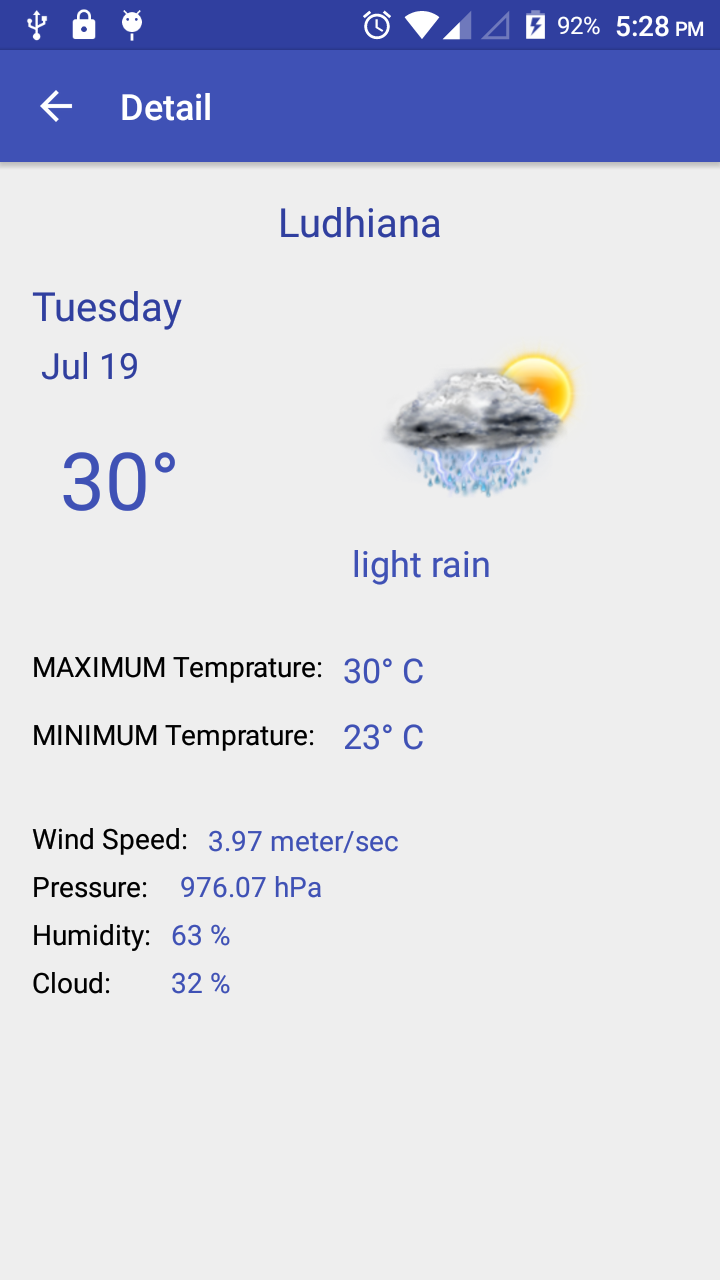 92% 5:28 PM
Detail
Ludhiana
Tuesday
Jul 19
30°
light rain
MAXIMUM Temprature: 30° C
MINIMUM Temprature: 23° C
Wind Speed: 3.97 meter/sec
Pressure: 976.07 hPa
Humidity: 63 %
Cloud: 32 %